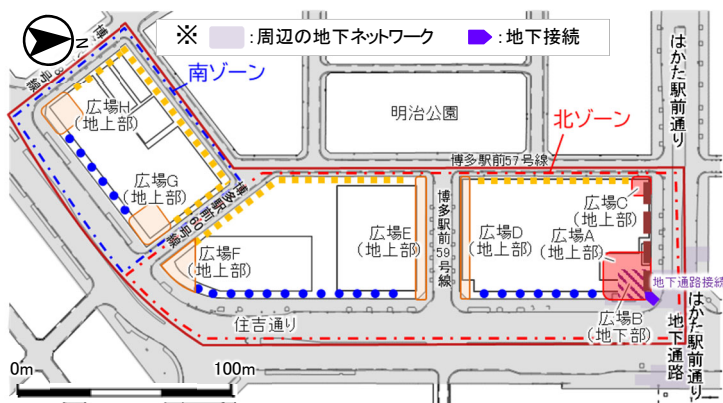 ※ :周辺の地下ネットワーク :地下接続
N
南ゾーン
北ゾーン
明治公園
はかた駅前通り
博多駅前57号線
広場H
(地上部)
広場G
(地上部)
博多駅前60号線
広場F
(地上部)
広場E
(地上部)
博多駅前59号線
広場D
(地上部)
広場C
(地上部)
広場A
(地上部)
広場B
(地下部)
地下通路接続
はかた駅前通り
地下通路
住吉通り
0m 100m